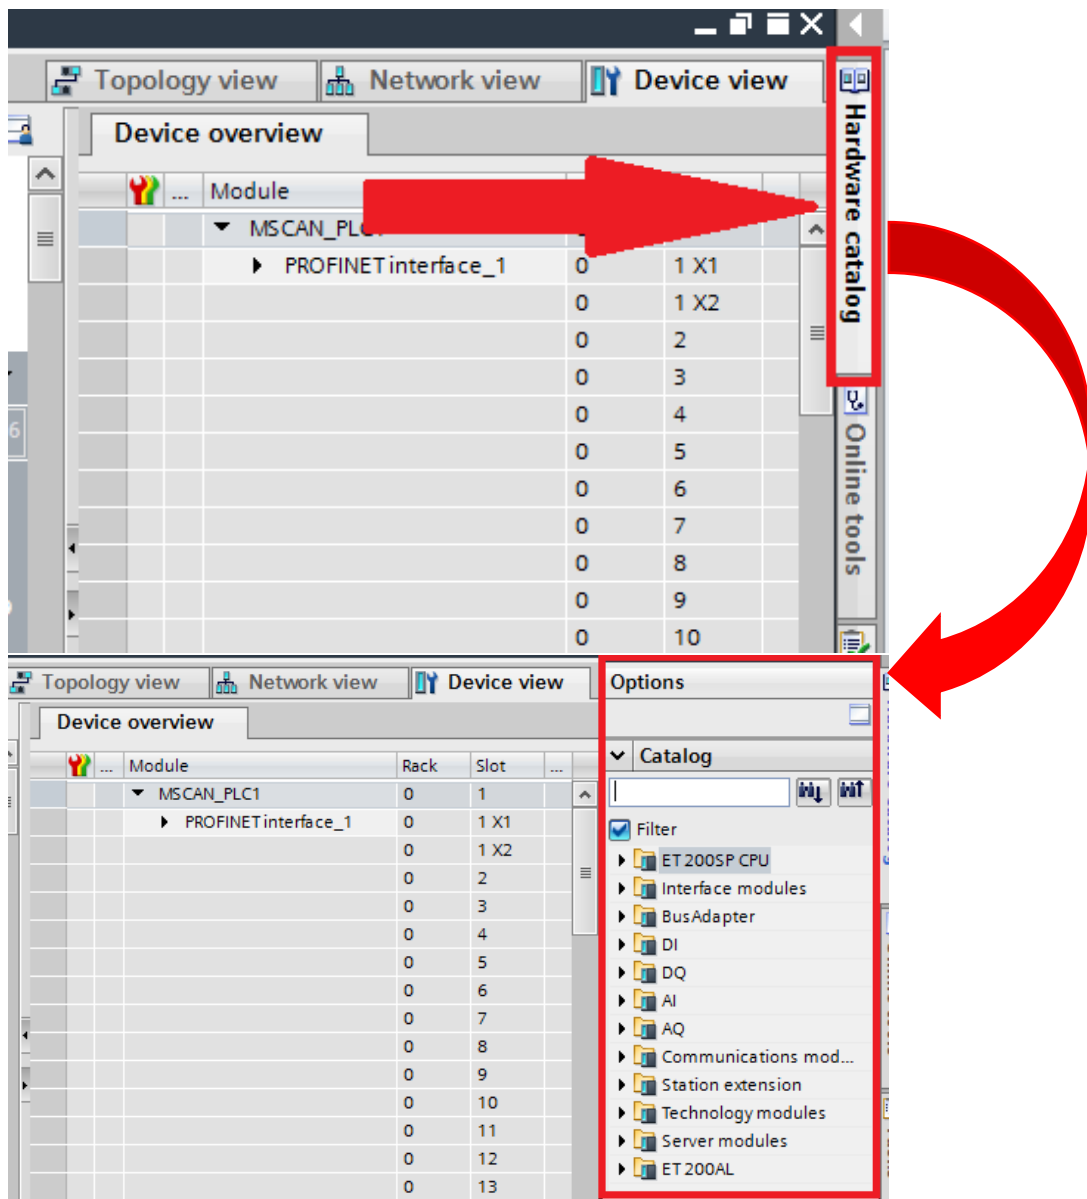 Topology view Network view Device view
Device overview
... Module
MSCAN_PLC1
PROFINET interface_1 0 1 X1
0 1 X2
0 2
0 3
0 4
0 5
0 6
0 7
0 8
0 9
0 10
Hardware catalog
Online tools
6
Topology view Network view Device view
Device overview
... Module Rack Slot ...
MSCAN_PLC1 0 1
PROFINET interface_1 0 1 X1
0 1 X2
0 2
0 3
0 4
0 5
0 6
0 7
0 8
0 9
0 10
0 11
0 12
0 13
Options
Catalog
Filter
ET 200SP CPU
Interface modules
BusAdapter
DI
DQ
AI
AQ
Communications mod...
Station extension
Technology modules
Server modules
ET 200AL